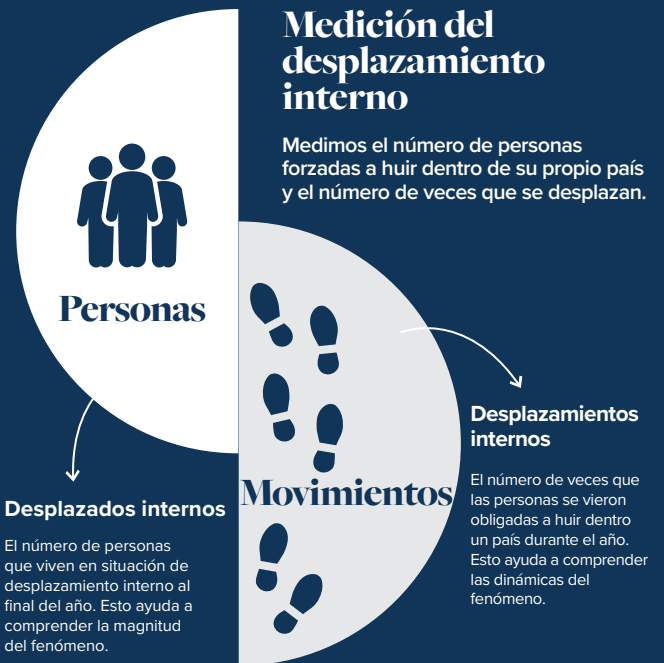 Medición del
desplazamiento
interno
Medimos el número de personas
forzadas a huir dentro de su propio país
y el número de veces que se desplazan.
Personas
Movimientos
Desplazados internos
El número de personas
que viven en situación de
desplazamiento interno al
final del año. Esto ayuda a
comprender la magnitud
del fenómeno.
Desplazamientos
internos
El número de veces que
las personas se vieron
obligadas a huir dentro
un país durante el año.
Esto ayuda a comprender
las dinámicas del
fenómeno.